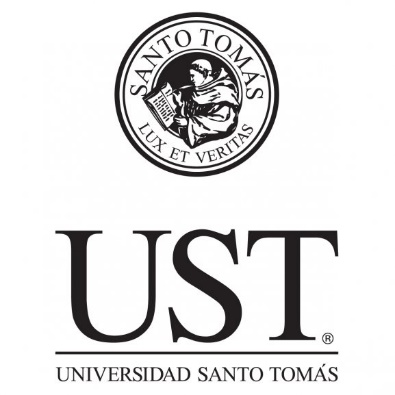 SANTO TOMÁS
LUX ET VERITAS
UST®
UNIVERSIDAD SANTO TOMÁS